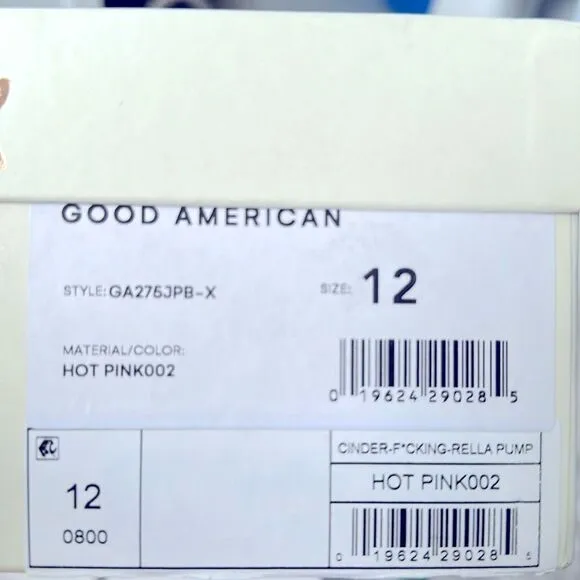 GOOD AMERICAN
STYLE: GA275JPB-X
SIZE: 12
MATERIAL/COLOR:
HOT PINK002
0 19624 29028 5
12
0800
CINDER-F*CKING-RELLA PUMP
HOT PINK002
0 19624 29028